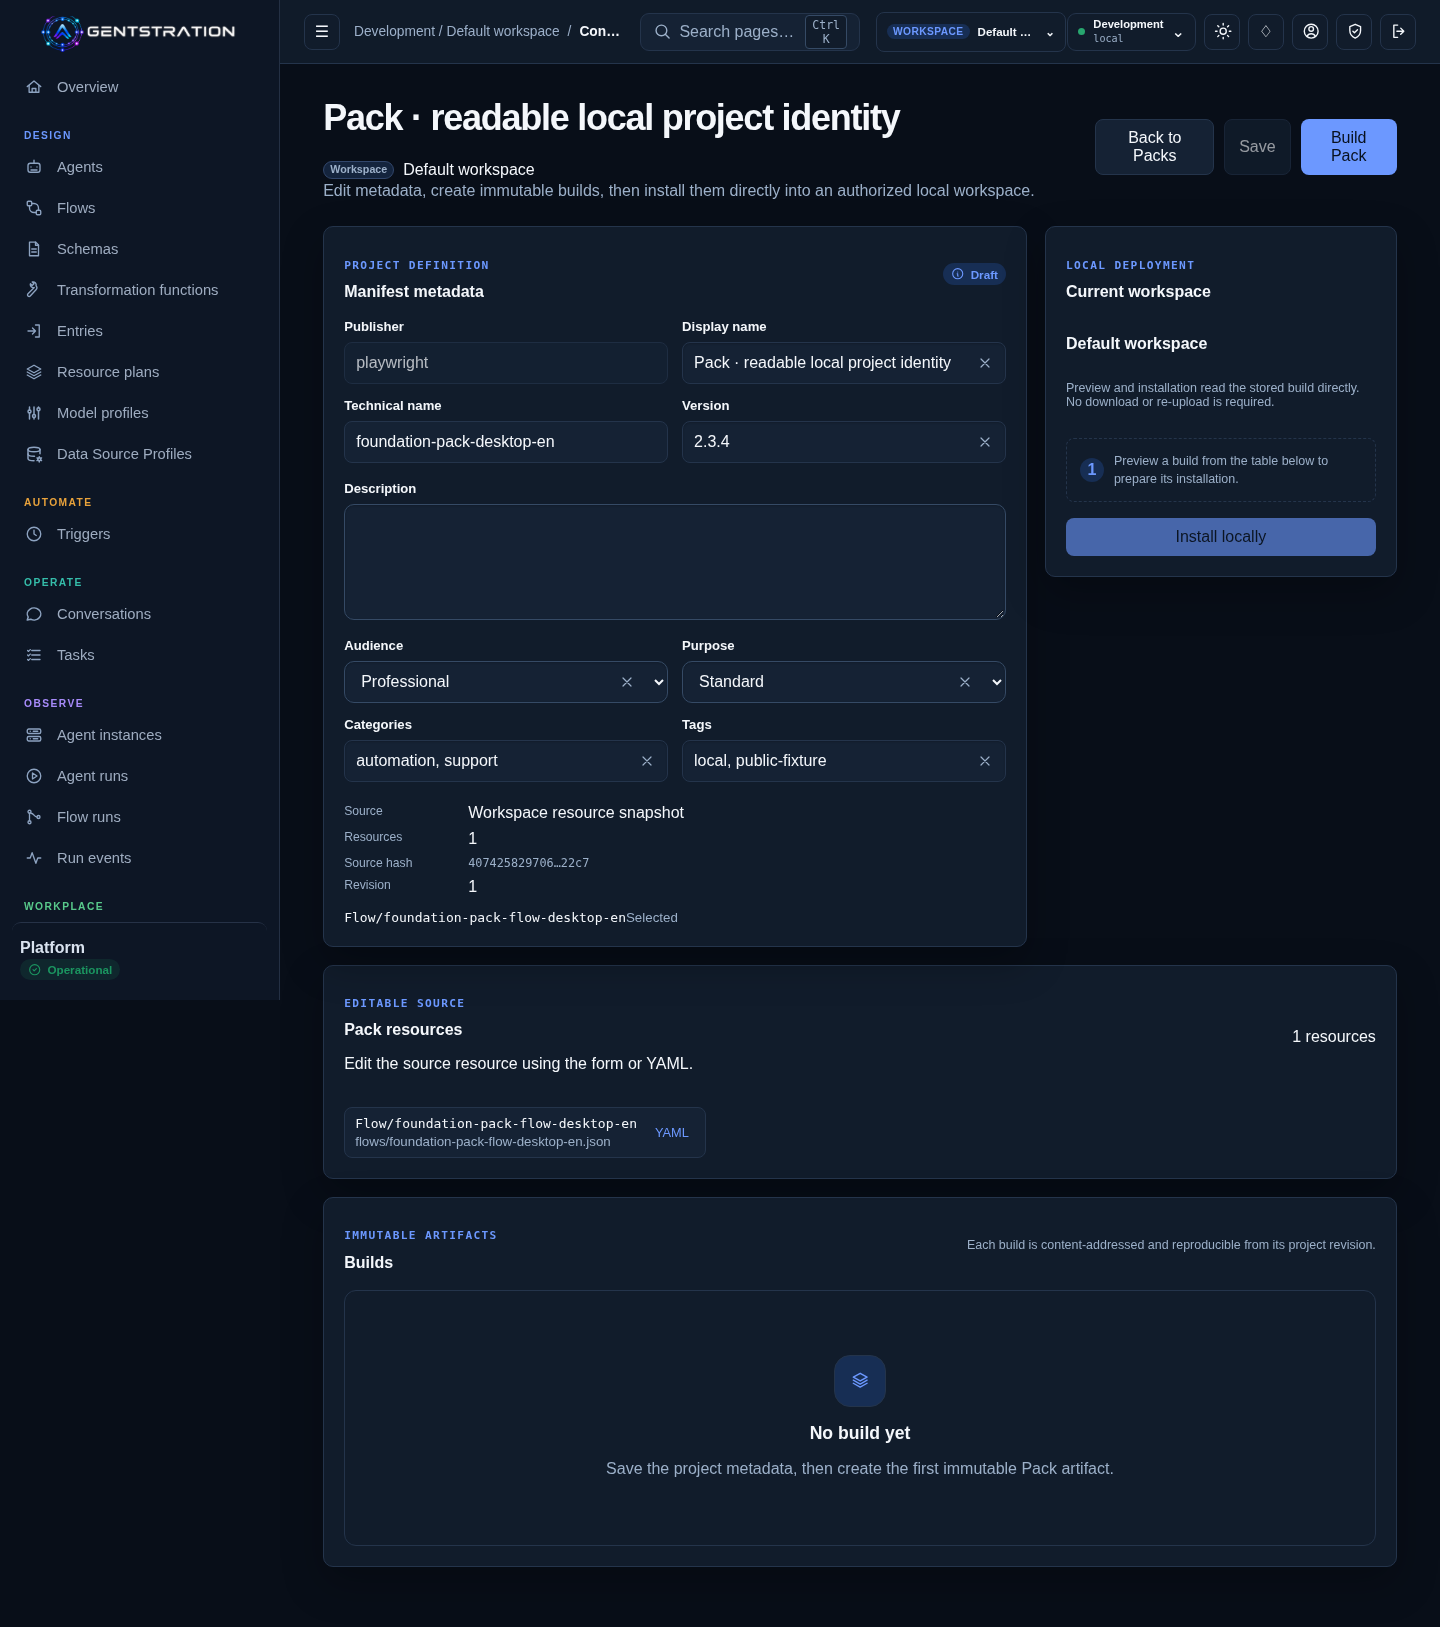 GENTSTRATION
Overview
DESIGN
Agents
Flows
Schemas
Transformation functions
Entries
Resource plans
Model profiles
Data Source Profiles
AUTOMATE
Triggers
OPERATE
Conversations
Tasks
OBSERVE
Agent instances
Agent runs
Flow runs
Run events
WORKPLACE
Platform
Operational
Development / Default workspace / Con…
Search pages…
Ctrl
K
WORKSPACE Default …
Development
local
Pack · readable local project identity
Workspace Default workspace
Edit metadata, create immutable builds, then install them directly into an authorized local workspace.
Back to
Packs
Save
Build
Pack
PROJECT DEFINITION
Manifest metadata
Draft
Publisher
playwright
Display name
Pack · readable local project identity
Technical name
foundation-pack-desktop-en
Version
2.3.4
Description
Audience
Professional
Purpose
Standard
Categories
automation, support
Tags
local, public-fixture
Source Workspace resource snapshot
Resources 1
Source hash 407425829706…22c7
Revision 1
Flow/foundation-pack-flow-desktop-enSelected
LOCAL DEPLOYMENT
Current workspace
Default workspace
Preview and installation read the stored build directly.
No download or re-upload is required.
1
Preview a build from the table below to
prepare its installation.
Install locally
EDITABLE SOURCE
Pack resources
1 resources
Edit the source resource using the form or YAML.
Flow/foundation-pack-flow-desktop-en
flows/foundation-pack-flow-desktop-en.json
YAML
IMMUTABLE ARTIFACTS
Builds
Each build is content-addressed and reproducible from its project revision.
No build yet
Save the project metadata, then create the first immutable Pack artifact.